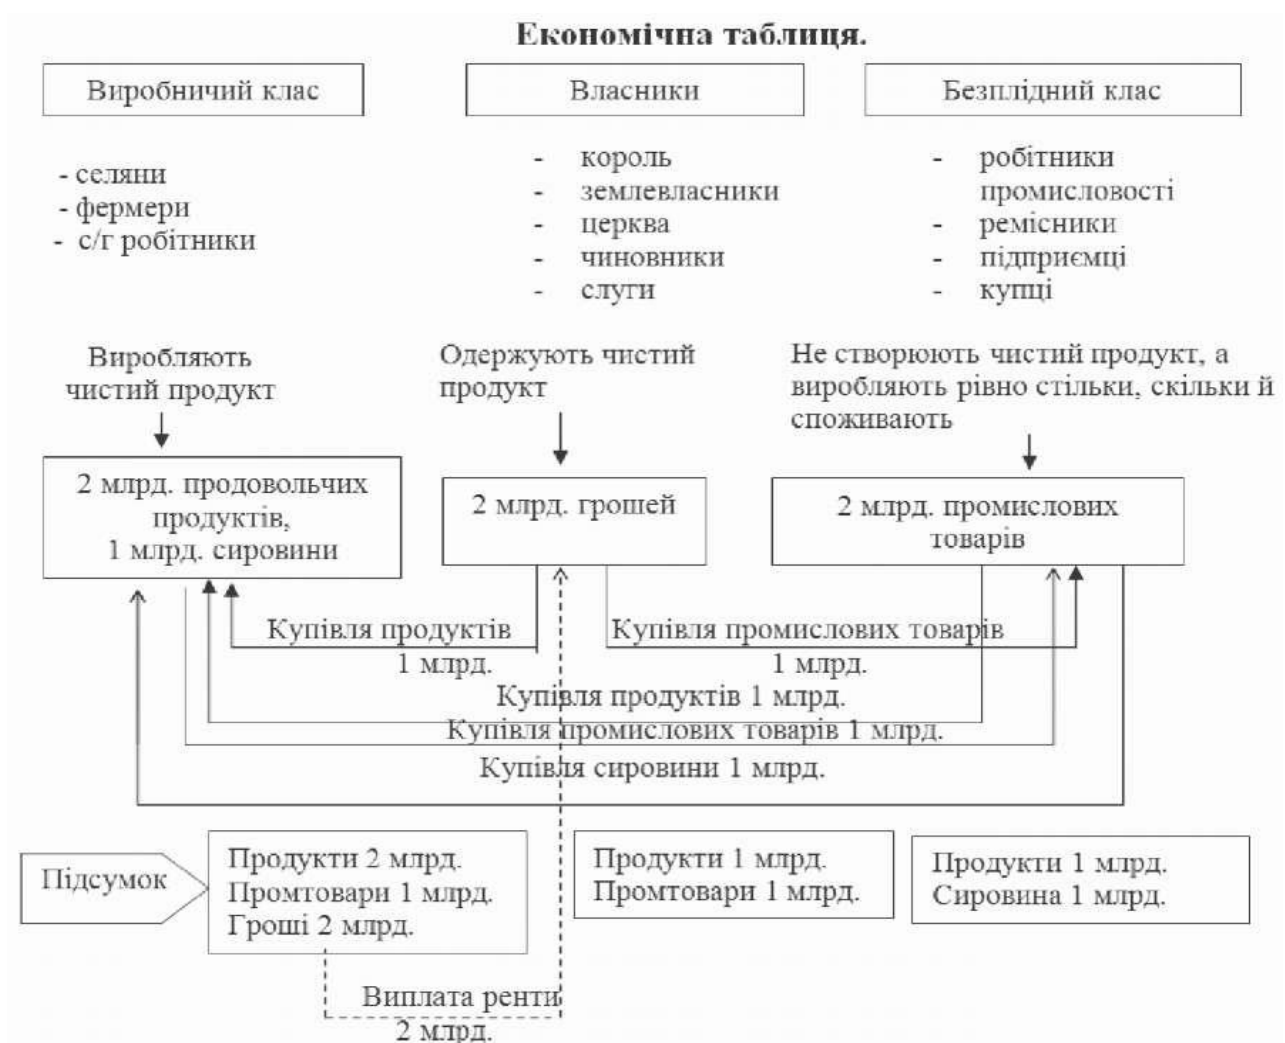 Економічна таблиця.
Виробничий клас
Власники
Безплідний клас
- селяни
- фермери
- с/г робітники
- король
- землевласники
- церква
- чиновники
- слуги
- робітники
промисловості
- ремісники
- підприємці
- купці
Виробляють
чистий продукт
Одержують чистий
продукт
Не створюють чистий продукт, а
виробляють рівно стільки, скільки й
споживають
2 млрд. продовольчих
продуктів,
1 млрд. сировини
2 млрд. грошей
2 млрд. промислових
товарів
Купівля продуктів
1 млрд.
Купівля промислових товарів
1 млрд.
Купівля продуктів 1 млрд.
Купівля промислових товарів 1 млрд.
Купівля сировини 1 млрд.
Підсумок
Продукти 2 млрд.
Промтовари 1 млрд.
Гроші 2 млрд.
Продукти 1 млрд.
Промтовари 1 млрд.
Продукти 1 млрд.
Сировина 1 млрд.
Виплата ренти
2 млрд.